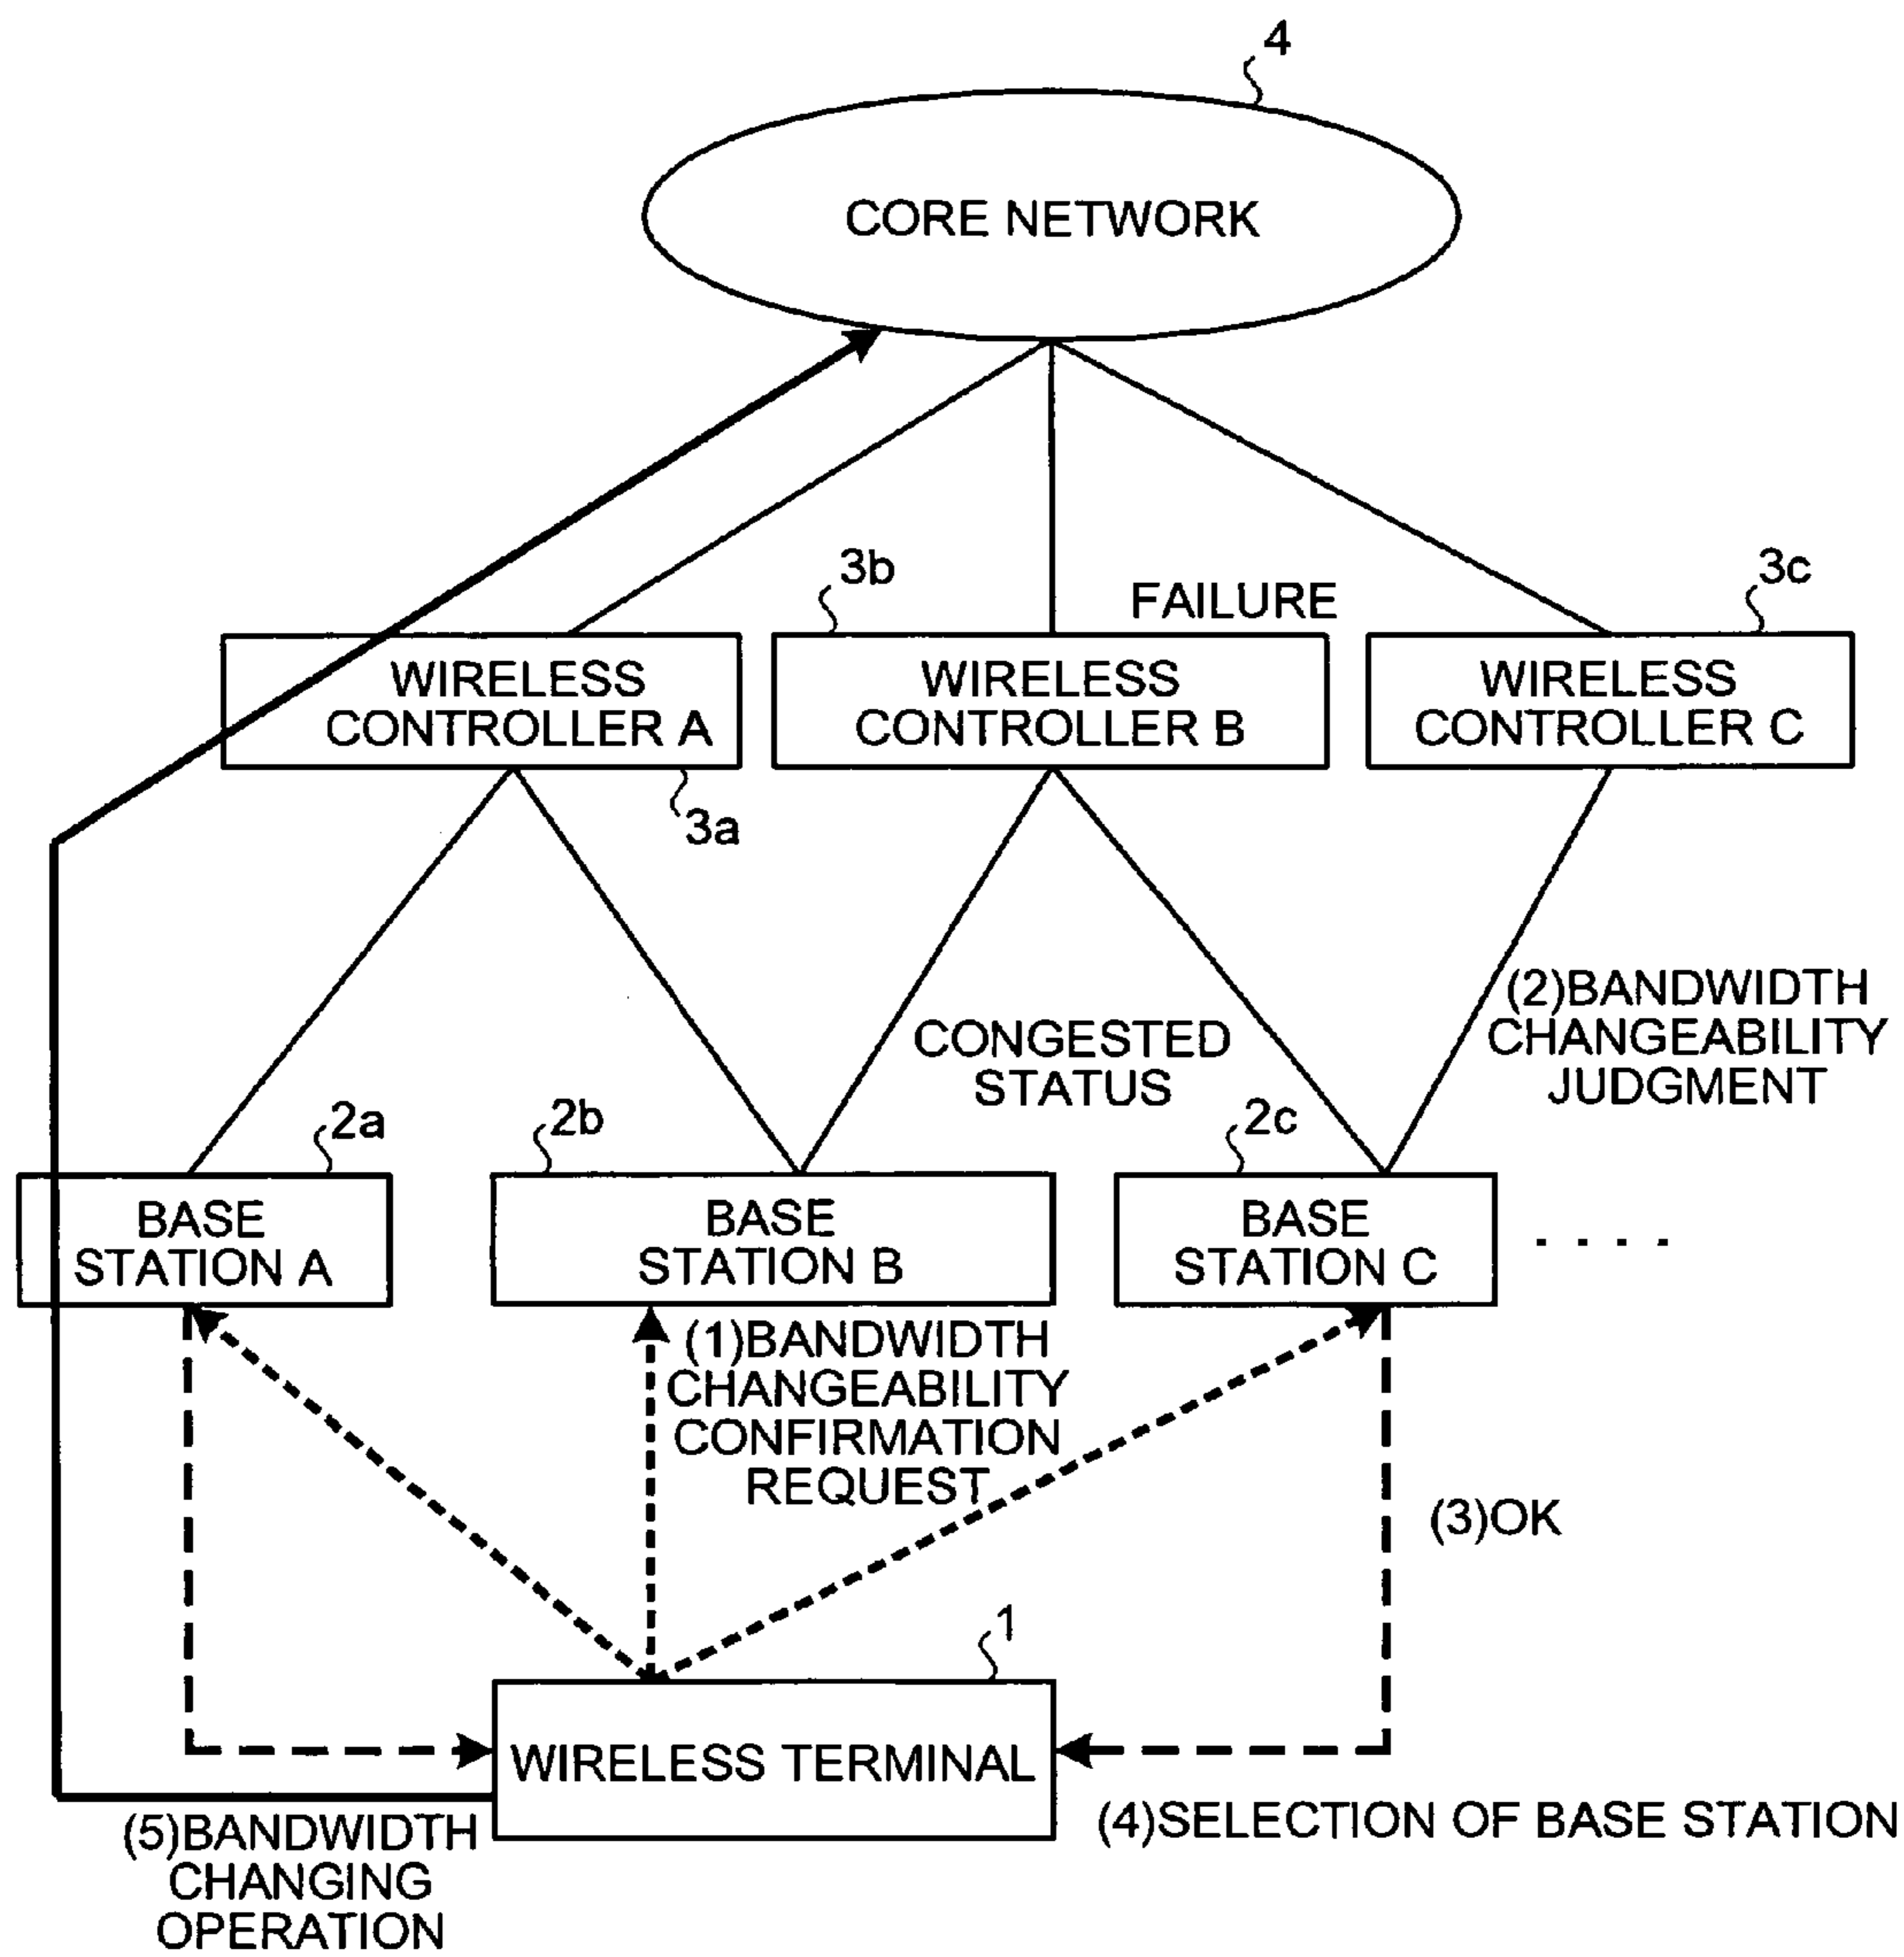 4
CORE NETWORK
3b
FAILURE
3c
WIRELESS
CONTROLLER A
WIRELESS
CONTROLLER B
WIRELESS
CONTROLLER C
3a
(2)BANDWIDTH
CHANGEABILITY
JUDGMENT
CONGESTED
STATUS
2a
2b
2c
BASE
STATION A
BASE
STATION B
BASE
STATION C
(1)BANDWIDTH
CHANGEABILITY
CONFIRMATION
REQUEST
(3)OK
1
WIRELESS TERMINAL
(4)SELECTION OF BASE STATION
(5)BANDWIDTH
CHANGING
OPERATION